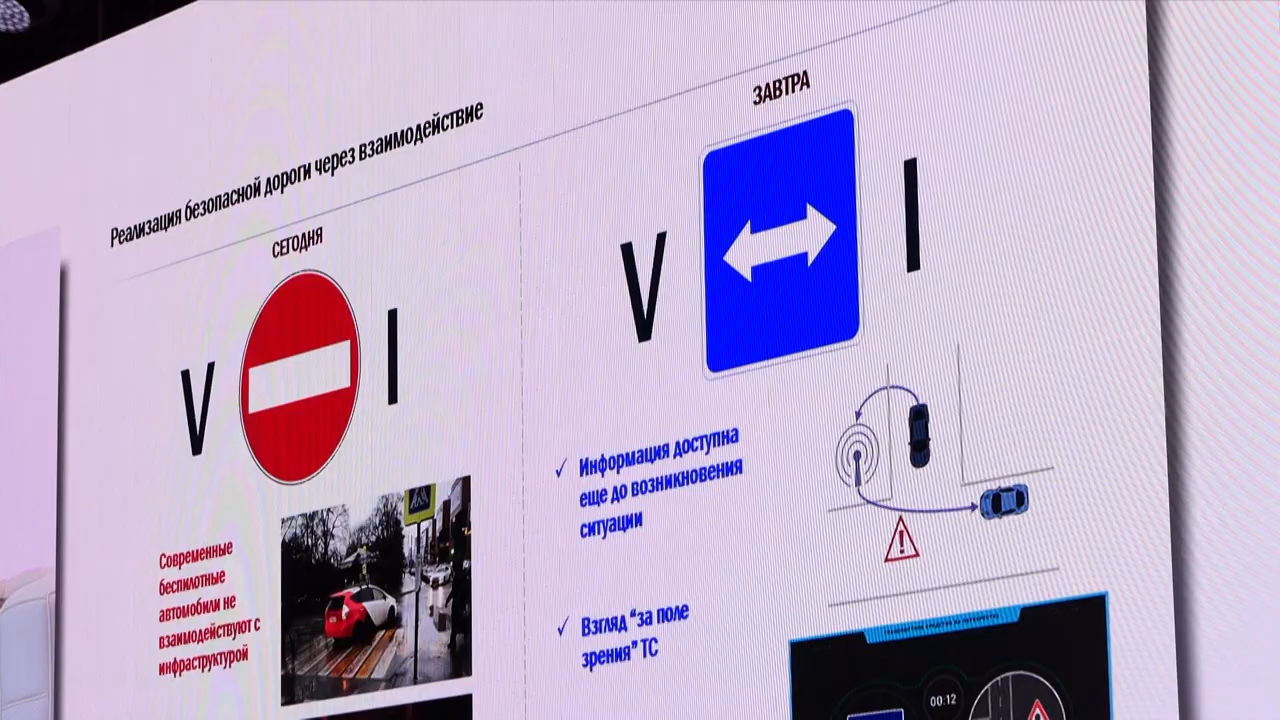 Реализация безопасной дороги через взаимодействие
СЕГОДНЯ
V
I
Современные
беспилотные
автомобили не
взаимодействуют с
инфраструктурой
ЗАВТРА
V
I
✓ Информация доступна
еще до возникновения
ситуации
✓ Взгляд “за поле
зрения” ТС
00:12